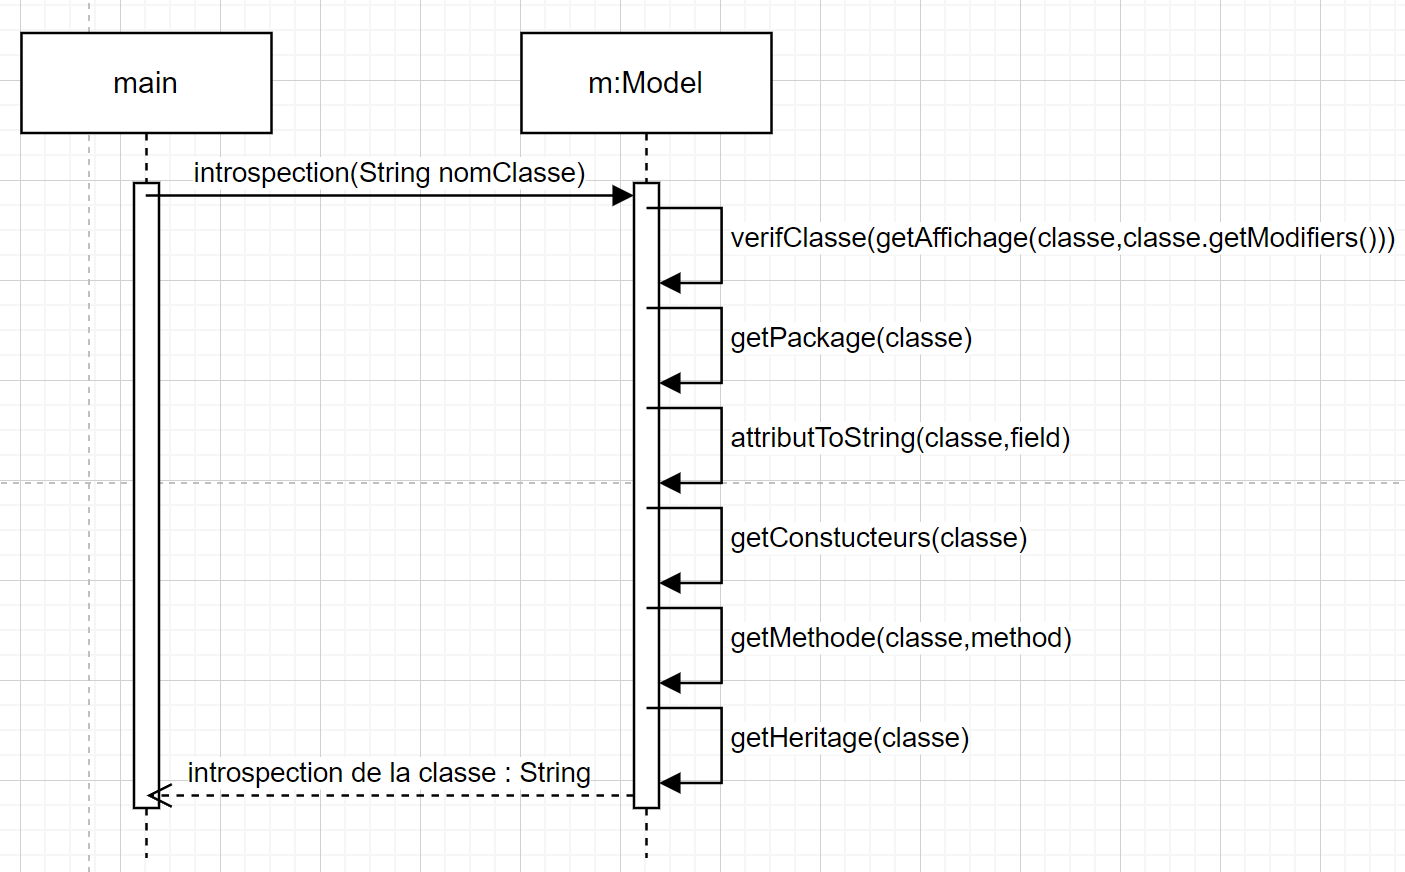 main
m:Model
introspection(String nomClasse)
verifClasse(getAffichage(classe,classe.getModifiers()))
getPackage(classe)
attributToString(classe,field)
getConstucteurs(classe)
getMethode(classe,method)
getHeritage(classe)
introspection de la classe : String